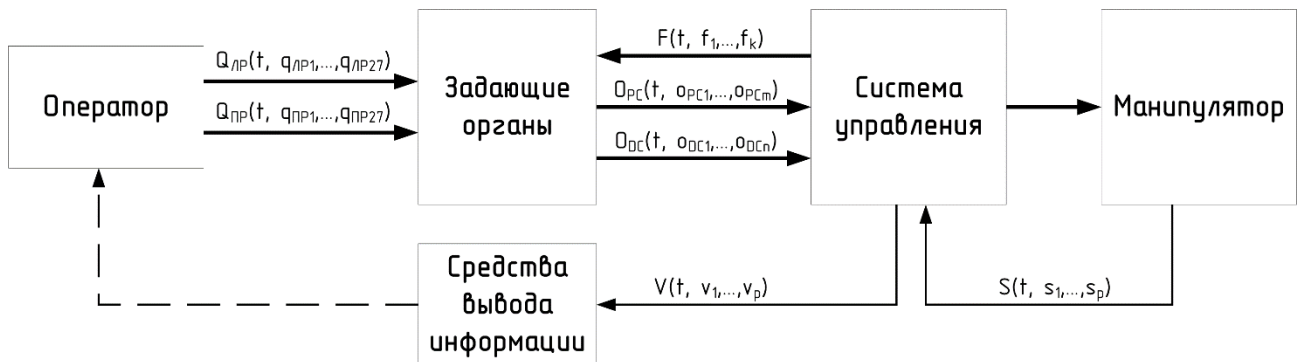 Оператор
Q_ЛР(t, q_ЛР1,...,q_ЛР27)
Q_ПР(t, q_ПР1,...,q_ПР27)
Задающие
органы
F(t, f_1,...,f_k)
O_PC(t, o_PC1,...,o_PCm)
O_DC(t, o_DC1,...,o_DCn)
Система
управления
Манипулятор
Средства
вывода
информации
V(t, v_1,...,v_p)
S(t, s_1,...,s_p)